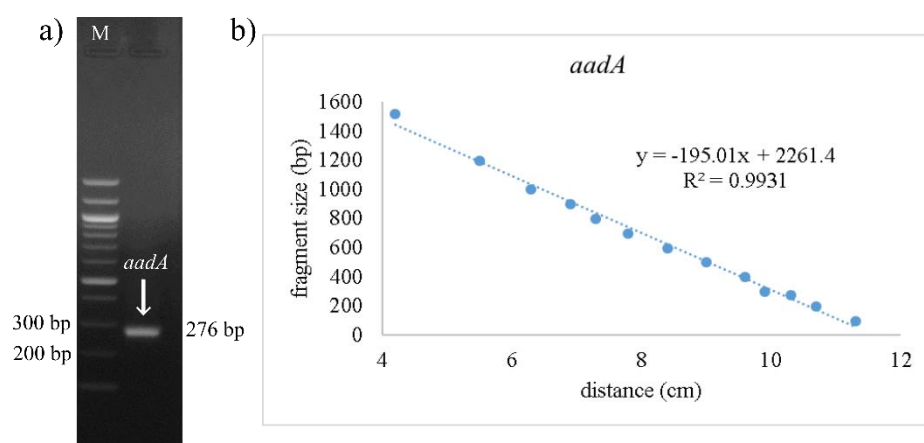 a)
M
aadA
300 bp
276 bp
200 bp
b)
aadA
fragment size (bp)
1600
1400
1200
1000
800
600
400
200
0
y = -195.01x + 2261.4
R² = 0.9931
4
6
8
10
12
distance (cm)